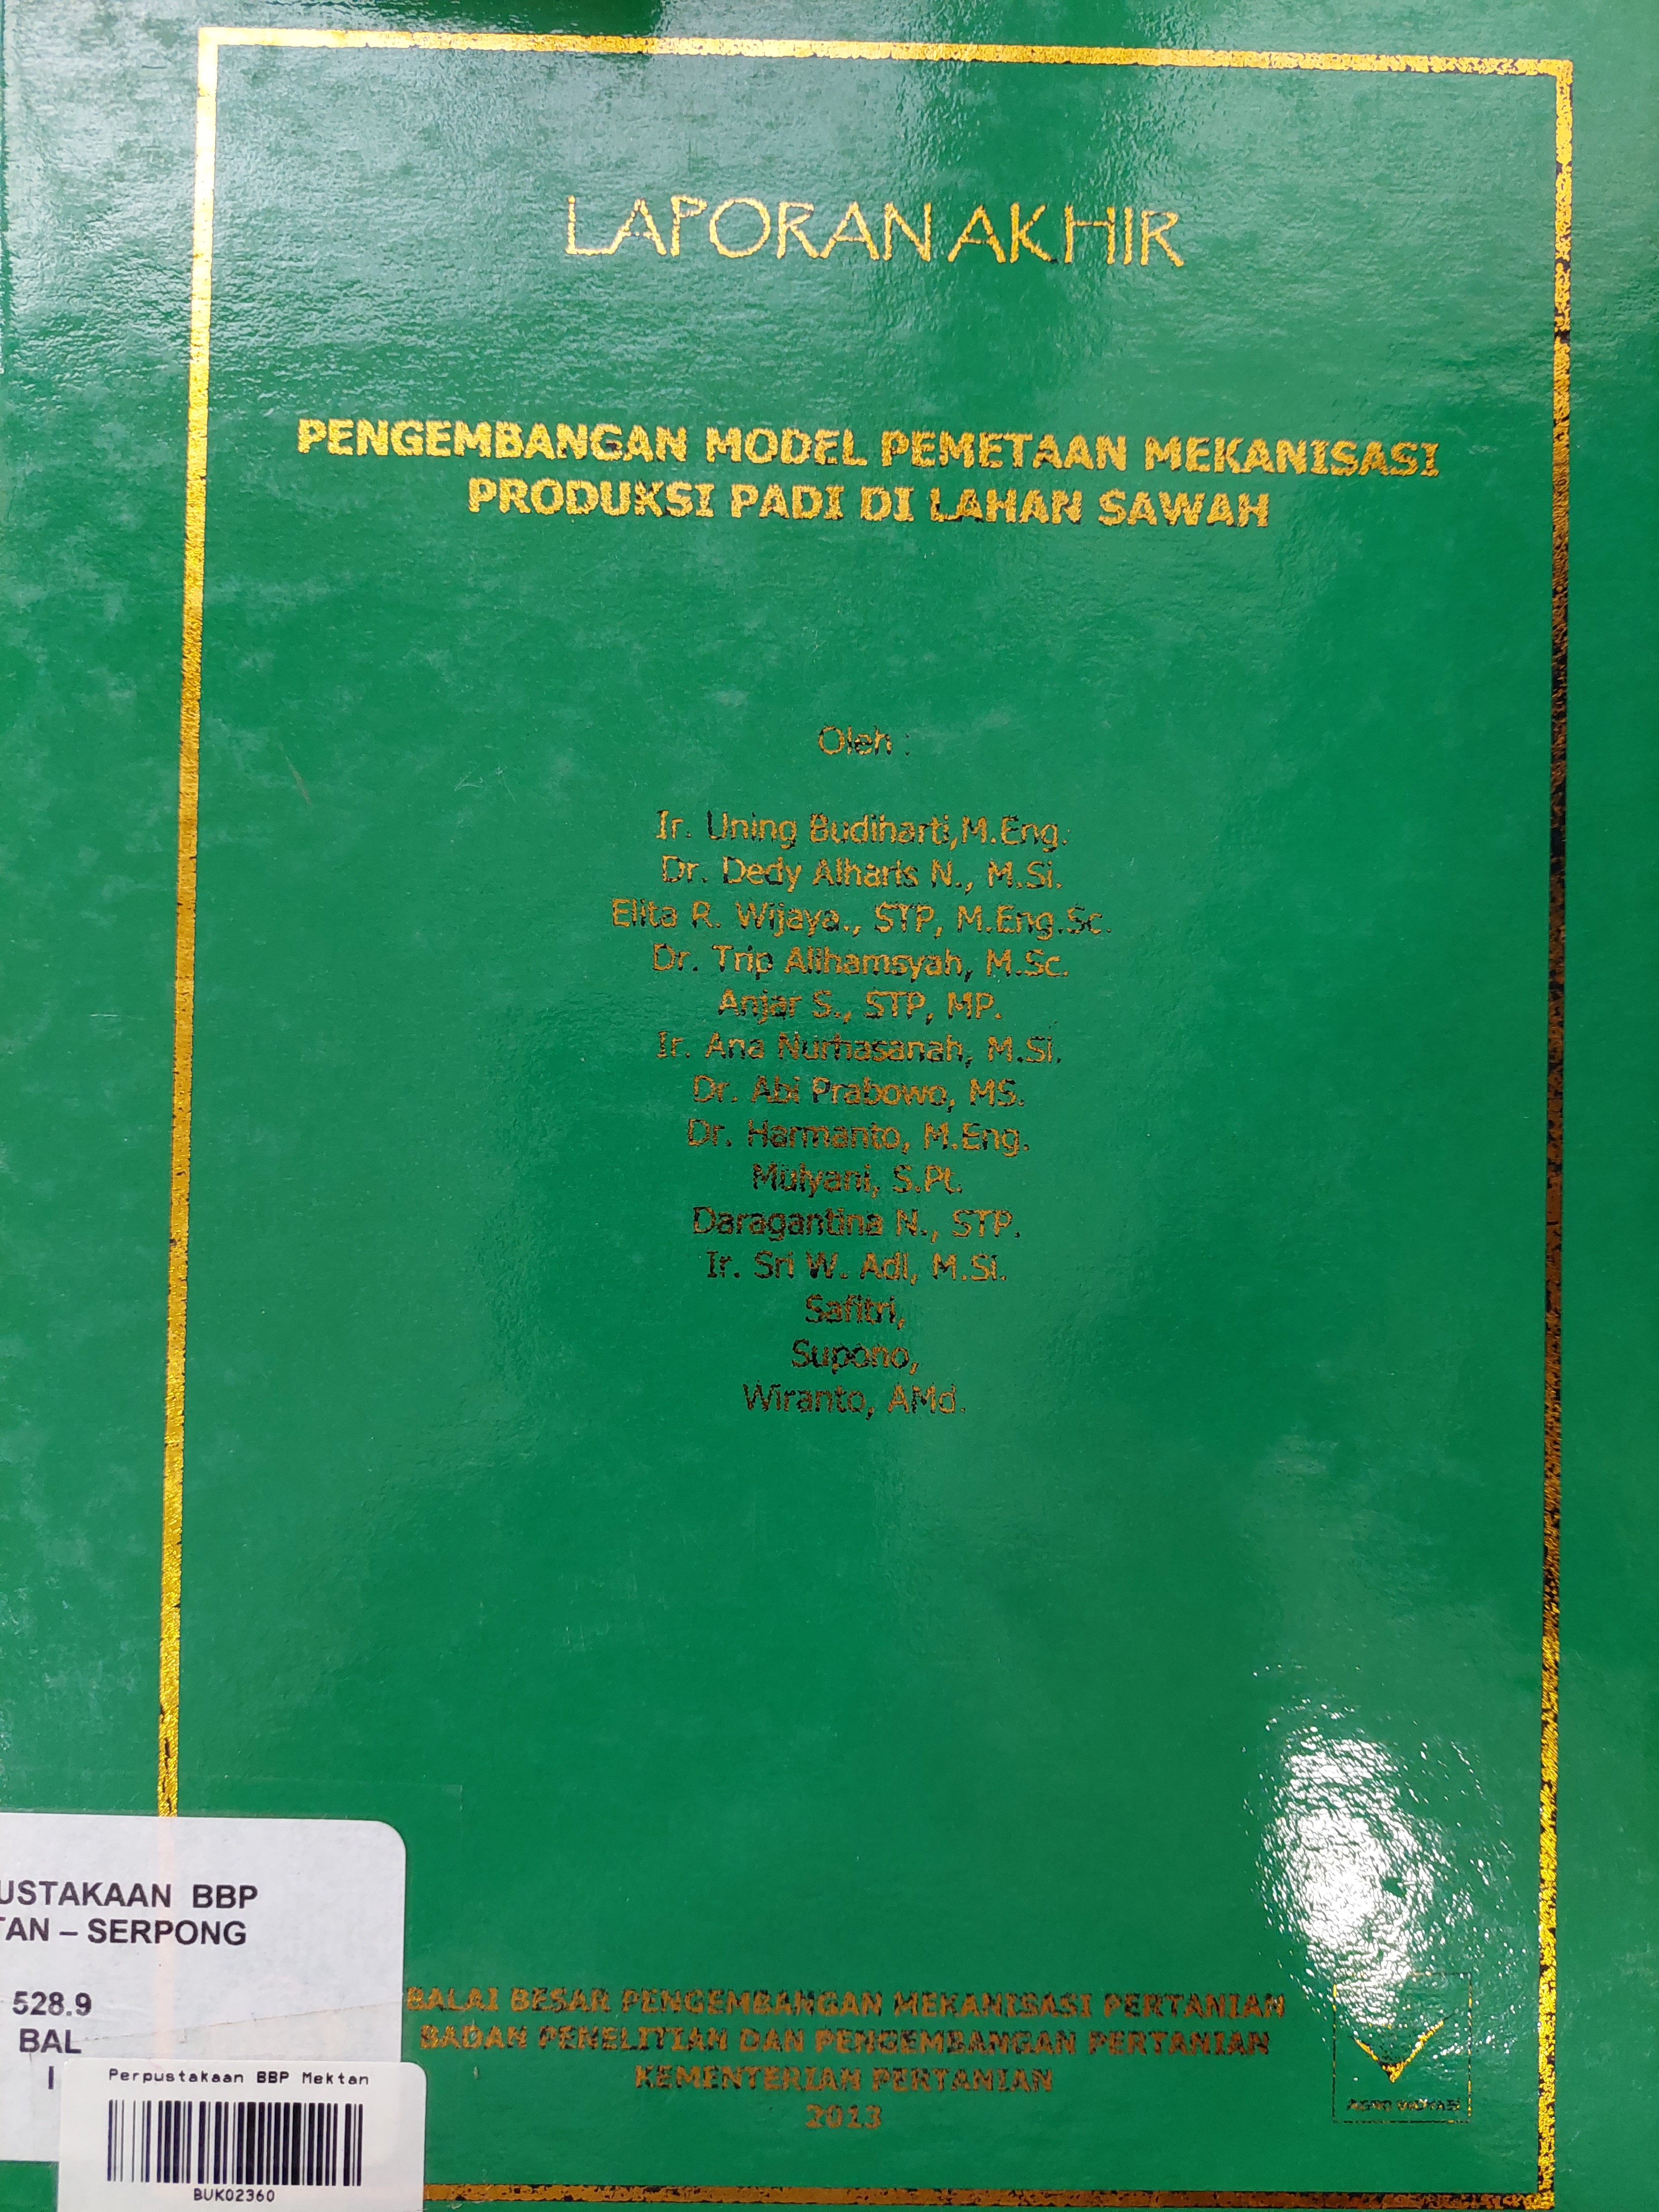 LAPORAN AKHIR
PENGEMBANGAN MODEL PEMETAAN MEKANISASI
PRODUKSI PADI DI LAHAN SAWAH
Oleh :
Ir. Uning Budiharti,M.Eng.
Dr. Dedy Alharis N., M.Si.
Elita R. Wijaya., STP, M.Eng.Sc.
Dr. Trip Alihamsyah, M.Sc.
Anjar S., STP, MP.
Ir. Ana Nurhasanah, M.Si.
Dr. Abi Prabowo, MS.
Dr. Harmanto, M.Eng.
Mulyani, S.Pt.
Daragantina N., STP.
Ir. Sri W. Adi, M.Si.
Safitri,
Supono,
Wiranto, AMd.
BALAI BESAR PENGEMBANGAN MEKANISASI PERTANIAN
BADAN PENELITIAN DAN PENGEMBANGAN PERTANIAN
KEMENTERIAN PERTANIAN
2013
AGRO INOVASI
USTAKAAN BBP
TAN – SERPONG
528.9
BAL
l
Perpustakaan BBP Mektan
BUK02360